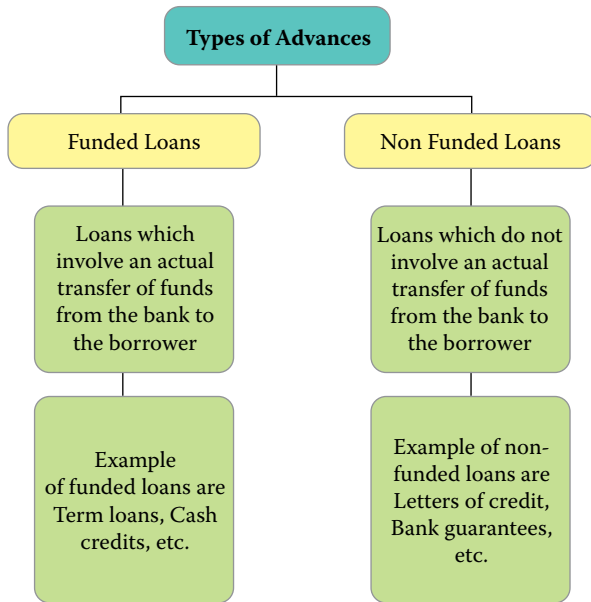 Types of Advances
Funded Loans
Non Funded Loans
Loans which
involve an actual
transfer of funds
from the bank to
the borrower
Loans which do not
involve an actual
transfer of funds
from the bank to
the borrower
Example
of funded loans are
Term loans, Cash
credits, etc.
Example of non-
funded loans are
Letters of credit,
Bank guarantees,
etc.